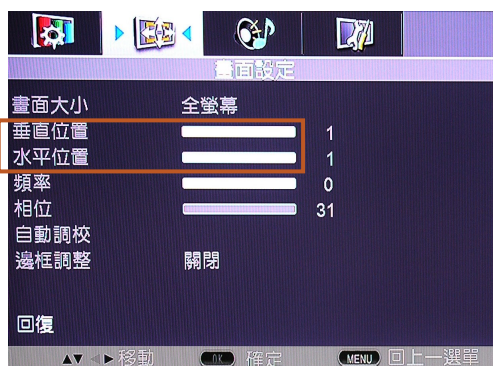 畫面設定
畫面大小 全螢幕
垂直位置 1
水平位置 1
頻率 0
相位 31
自動調校
邊框調整 關閉
回復
▲▼ ◀▶ 移動 OK 確定 MENU 回上一選單